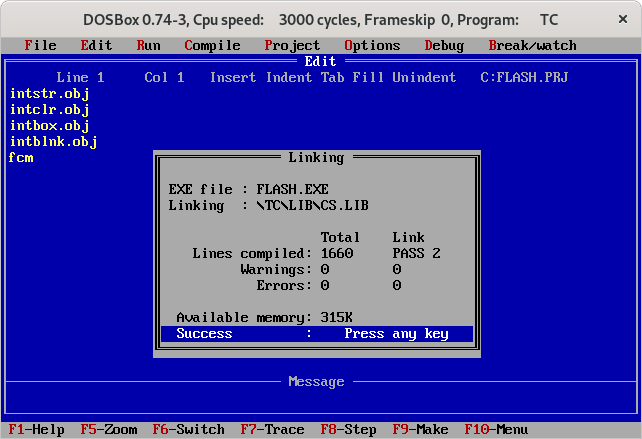 DOSBox 0.74-3, Cpu speed:    3000 cycles, Frameskip  0, Program:      TC
File   Edit   Run   Compile   Project   Options   Debug   Break/watch
Edit
Line 1     Col 1   Insert Indent Tab Fill Unindent   C:FLASH.PRJ
intstr.obj
intclr.obj
intbox.obj
intblnk.obj
fcm
Linking
EXE file : FLASH.EXE
Linking  : \TC\LIB\CS.LIB
Total    Link
Lines compiled: 1660     PASS 2
Warnings: 0        0
Errors: 0        0
Available memory: 315K
Success         :    Press any key
Message
F1-Help  F5-Zoom  F6-Switch  F7-Trace  F8-Step  F9-Make  F10-Menu